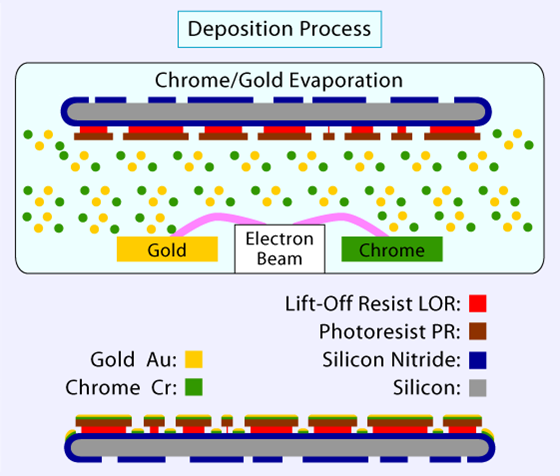 Deposition Process
Chrome/Gold Evaporation
Gold
Electron
Beam
Chrome
Lift-Off Resist LOR:
Photoresist PR:
Gold Au:
Silicon Nitride:
Chrome Cr:
Silicon: